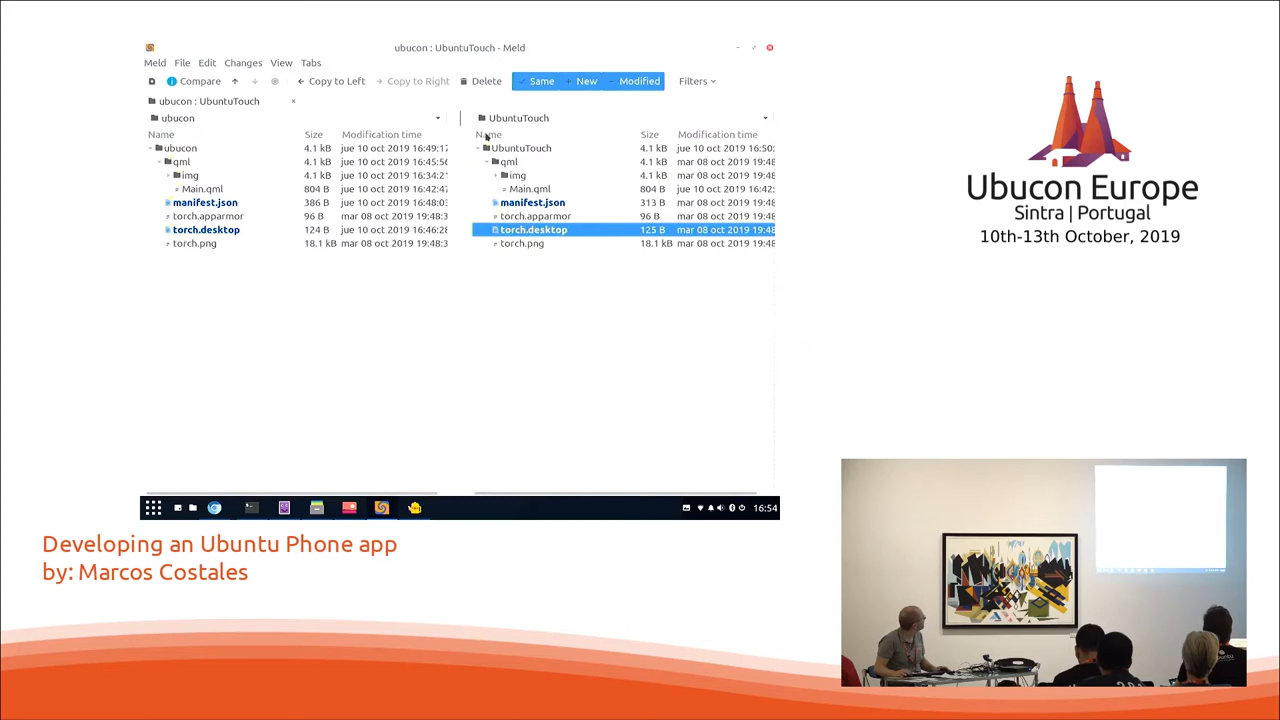 ubucon : UbuntuTouch - Meld
Meld File Edit Changes View Tabs
Compare Copy to Left Copy to Right Delete Same New Modified Filters
ubucon : UbuntuTouch
ubucon UbuntuTouch
Name Size Modification time Name Size Modification time
ubucon 4.1 kB jue 10 oct 2019 16:49:17 UbuntuTouch 4.1 kB jue 10 oct 2019 16:50:
qml 4.1 kB jue 10 oct 2019 16:45:56 qml 4.1 kB mar 08 oct 2019 19:48
img 4.1 kB jue 10 oct 2019 16:34:21 img 4.1 kB mar 08 oct 2019 19:48
Main.qml 804 B jue 10 oct 2019 16:42:47 Main.qml 804 B jue 10 oct 2019 16:42:
manifest.json 386 B jue 10 oct 2019 16:48:03 manifest.json 313 B mar 08 oct 2019 19:48
torch.apparmor 96 B mar 08 oct 2019 19:48:3 torch.apparmor 96 B mar 08 oct 2019 19:48
torch.desktop 124 B jue 10 oct 2019 16:46:28 torch.desktop 125 B mar 08 oct 2019 19:48
torch.png 18.1 kB mar 08 oct 2019 19:48:3 torch.png 18.1 kB mar 08 oct 2019 19:48
16:54
Ubucon Europe
Sintra | Portugal
10th-13th October, 2019
Developing an Ubuntu Phone app
by: Marcos Costales